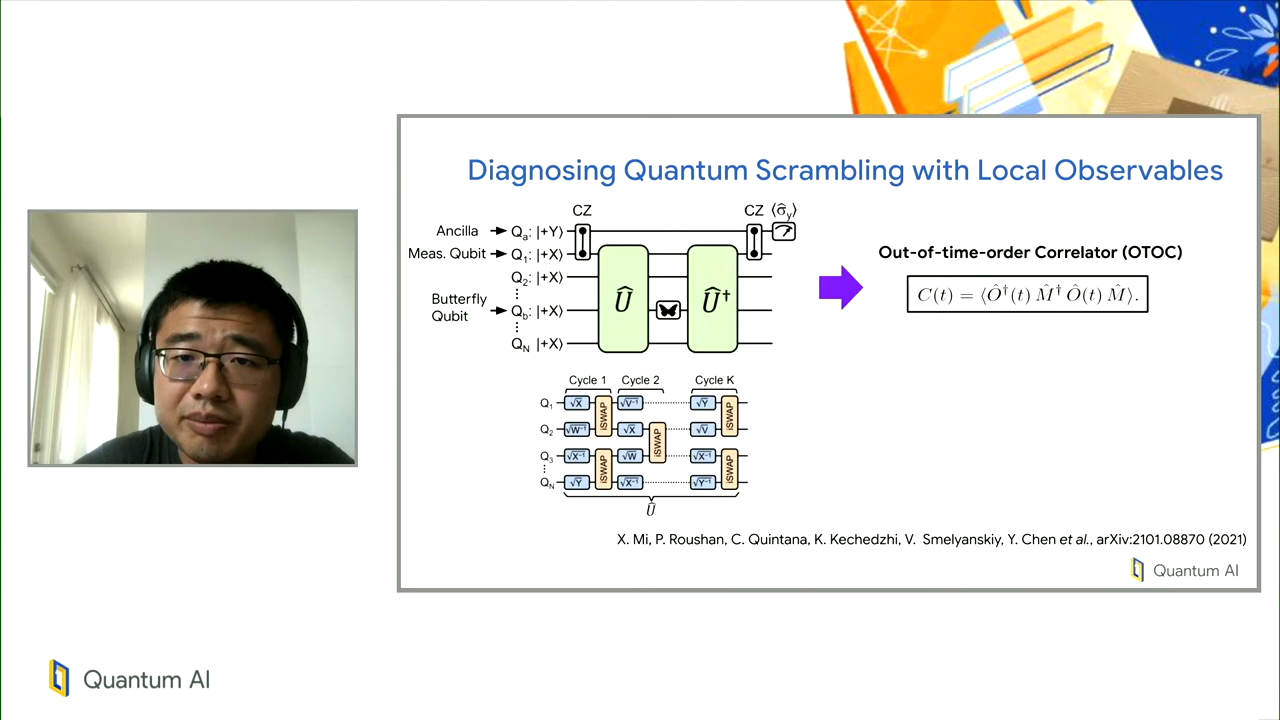 Diagnosing Quantum Scrambling with Local Observables
CZ
CZ ⟨σ̂y⟩
Ancilla Qa: |+Y⟩
Meas. Qubit Q1: |+X⟩
Q2: |+X⟩
⋮
Butterfly Qubit Qb: |+X⟩
⋮
QN |+X⟩
Û
Û†
Out-of-time-order Correlator (OTOC)
C(t) = ⟨Ô†(t) M̂† Ô(t) M̂⟩.
Cycle 1 Cycle 2 Cycle K
Q1 √X iSWAP √V⁻¹ √Y iSWAP
Q2 √W⁻¹ √X iSWAP √V
Q3 √X⁻¹ iSWAP √W √X⁻¹ iSWAP
⋮
QN √Y √X⁻¹ √Y⁻¹
Û
X. Mi, P. Roushan, C. Quintana, K. Kechedzhi, V. Smelyanskiy, Y. Chen et al., arXiv:2101.08870 (2021)
Quantum AI
Quantum AI